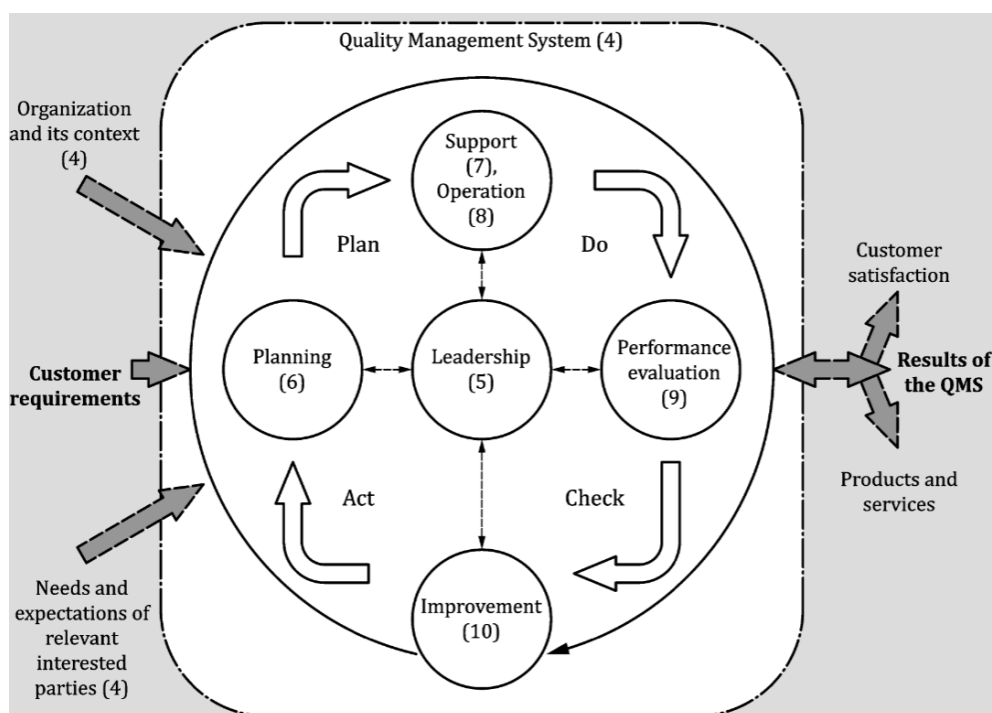 Quality Management System (4)
Organization
and its context
(4)
Support
(7),
Operation
(8)
Plan
Do
Customer
satisfaction
Planning
(6)
Leadership
(5)
Performance
evaluation
(9)
Customer
requirements
Results of
the QMS
Act
Check
Products and
services
Needs and
expectations of
relevant
interested
parties (4)
Improvement
(10)